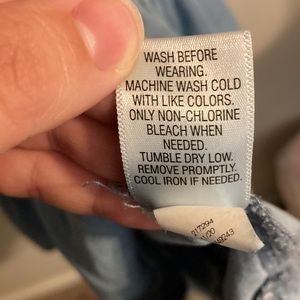 WASH BEFORE
WEARING.
MACHINE WASH COLD
WITH LIKE COLORS.
ONLY NON-CHLORINE
BLEACH WHEN
NEEDED.
TUMBLE DRY LOW.
REMOVE PROMPTLY.
COOL IRON IF NEEDED.
217294